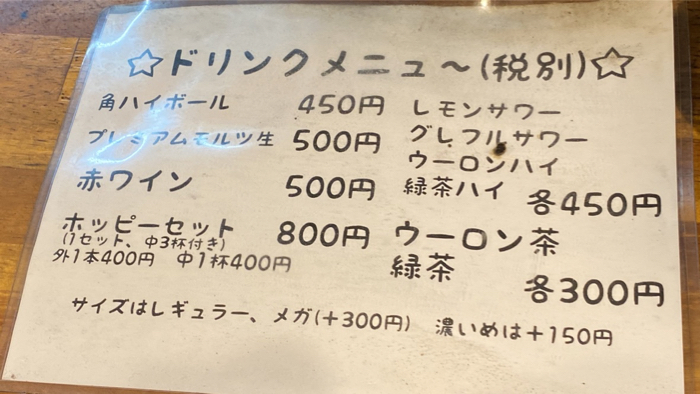 ☆ドリンクメニュー～(税別)☆
角ハイボール 450円
プレミアムモルツ生 500円
赤ワイン 500円
ホッピーセット 800円
(1セット、中3杯付き)
外1本400円 中1杯400円
レモンサワー
グレフルサワー
ウーロンハイ
緑茶ハイ 各450円
ウーロン茶
緑茶
各300円
サイズはレギュラー、メガ(+300円) 濃いめは+150円